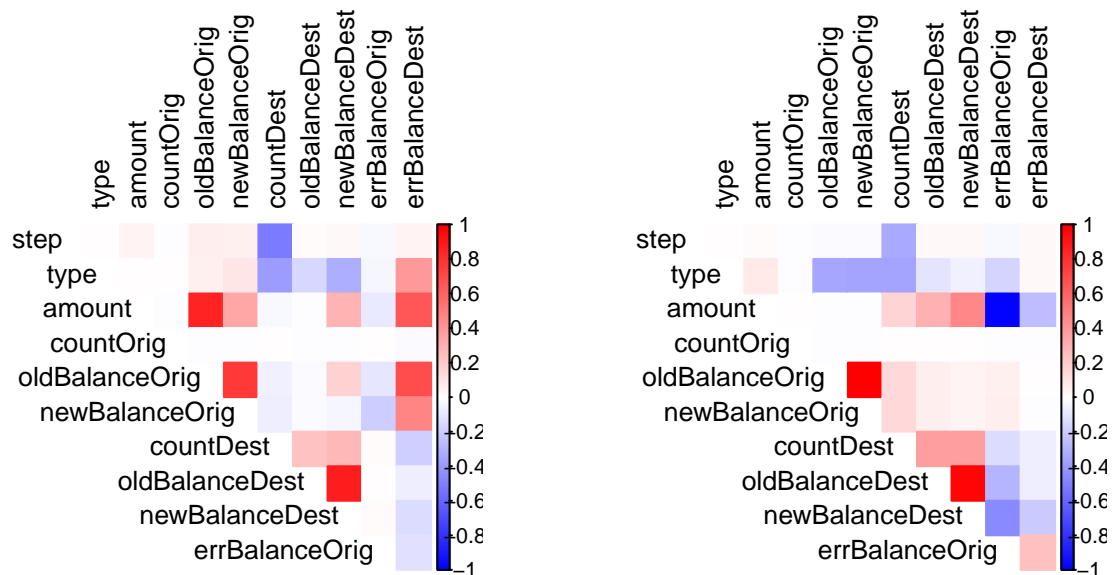 type
amount
countOrig
oldBalanceOrig
newBalanceOrig
countDest
oldBalanceDest
newBalanceDest
errBalanceOrig
errBalanceDest
step
type
amount
countOrig
oldBalanceOrig
newBalanceOrig
countDest
oldBalanceDest
newBalanceDest
errBalanceOrig
1
0.8
0.6
0.4
0.2
0
−0.2
−0.4
−0.6
−0.8
−1
type
amount
countOrig
oldBalanceOrig
newBalanceOrig
countDest
oldBalanceDest
newBalanceDest
errBalanceOrig
errBalanceDest
step
type
amount
countOrig
oldBalanceOrig
newBalanceOrig
countDest
oldBalanceDest
newBalanceDest
errBalanceOrig
1
0.8
0.6
0.4
0.2
0
−0.2
−0.4
−0.6
−0.8
−1